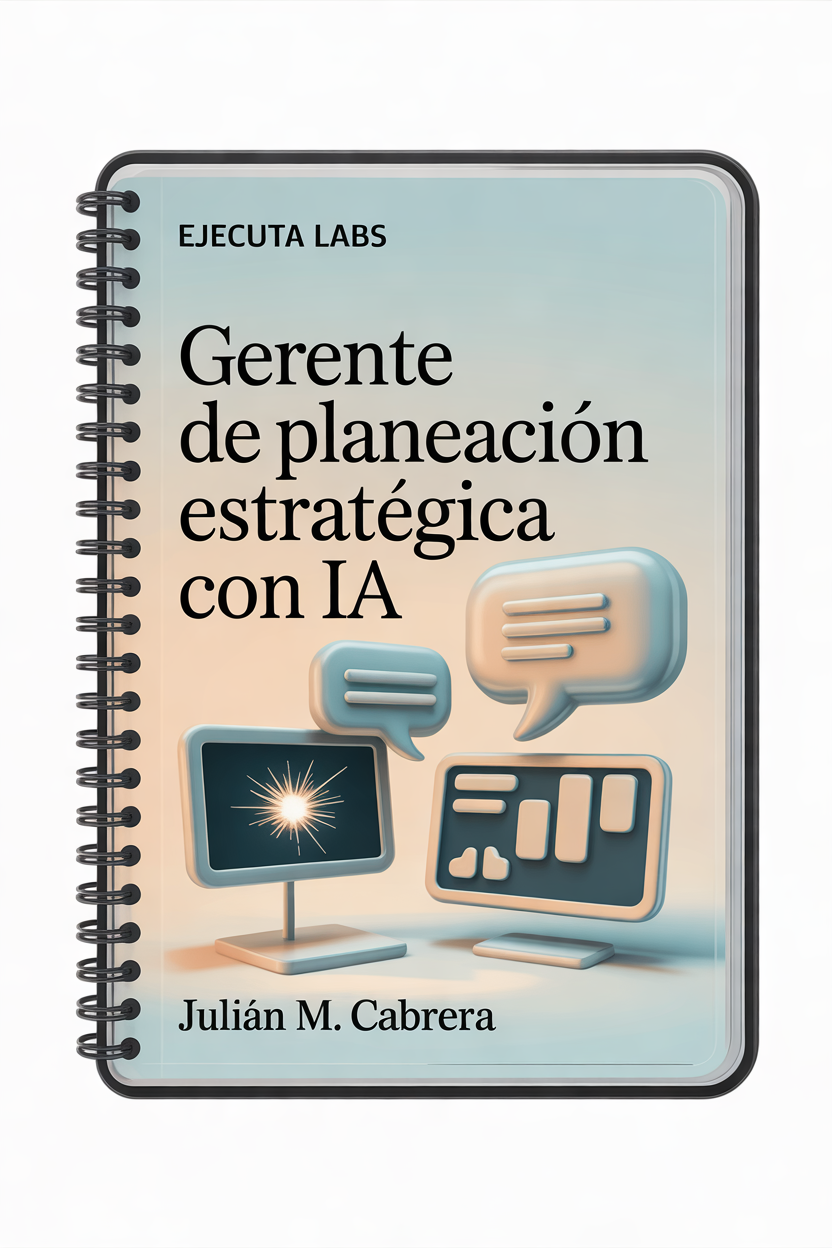 EJECUTA LABS
Gerente
de planeación
estratégica
con IA
Julián M. Cabrera